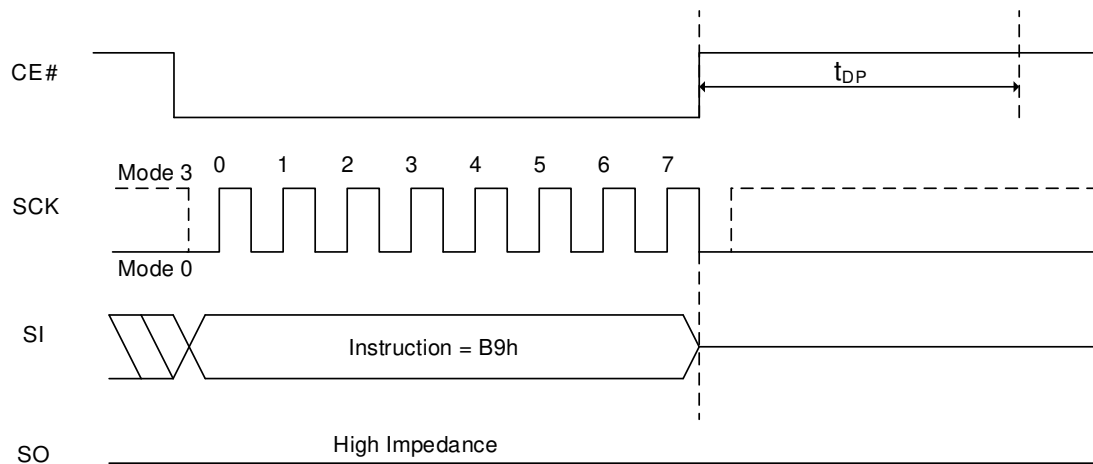 CE#
tDP
Mode 3 0 1 2 3 4 5 6 7
SCK
Mode 0
SI
Instruction = B9h
High Impedance
SO